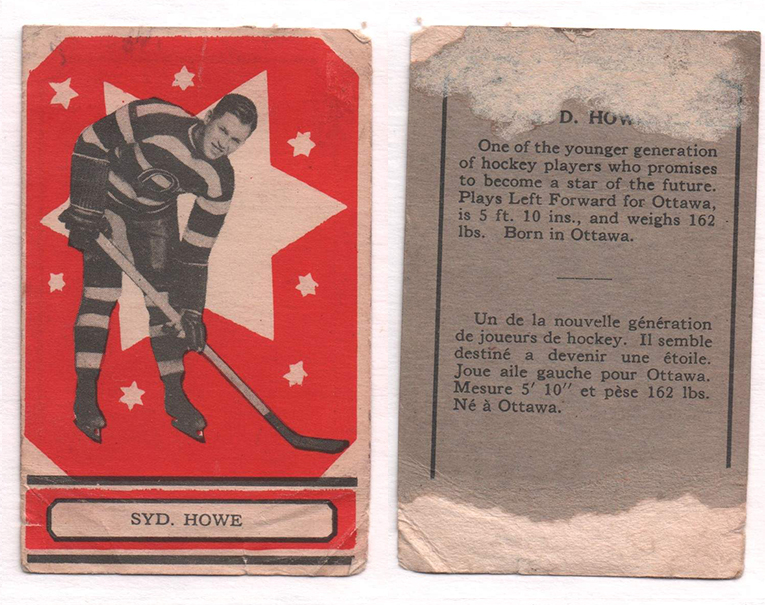 SYD. HOWE
D. HOW
One of the younger generation
of hockey players who promises
to become a star of the future.
Plays Left Forward for Ottawa,
is 5 ft. 10 ins., and weighs 162
lbs. Born in Ottawa.
Un de la nouvelle génération
de joueurs de hockey. Il semble
destiné a devenir une étoile.
Joue aile gauche pour Ottawa.
Mesure 5' 10" et pèse 162 lbs.
Né à Ottawa.